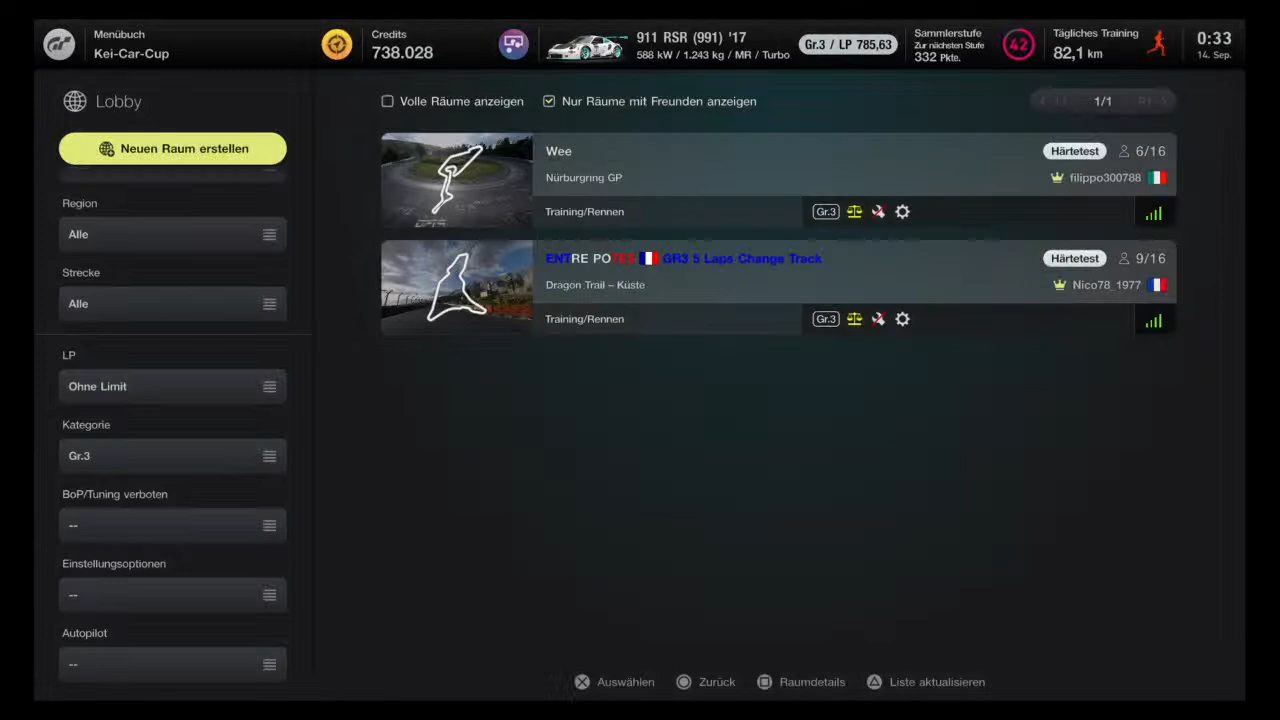 Menübuch
Kei-Car-Cup
Credits
738.028
911 RSR (991) '17
588 kW / 1.243 kg / MR / Turbo
Gr.3 / LP 785,63
Sammlerstufe
Zur nächsten Stufe
332 Pkte.
42
Tägliches Training
82,1 km
0:33
14. Sep.
Lobby
Volle Räume anzeigen
Nur Räume mit Freunden anzeigen
1/1
Neuen Raum erstellen
Region
Alle
Strecke
Alle
LP
Ohne Limit
Kategorie
Gr.3
BoP/Tuning verboten
--
Einstellungsoptionen
--
Autopilot
--
Wee
Härtetest
6/16
Nürburgring GP
filippo300788
Training/Rennen
Gr.3
ENTRE POTES GR3 5 Laps Change Track
Härtetest
9/16
Dragon Trail – Küste
Nico78_1977
Training/Rennen
Gr.3
Auswählen
Zurück
Raumdetails
Liste aktualisieren